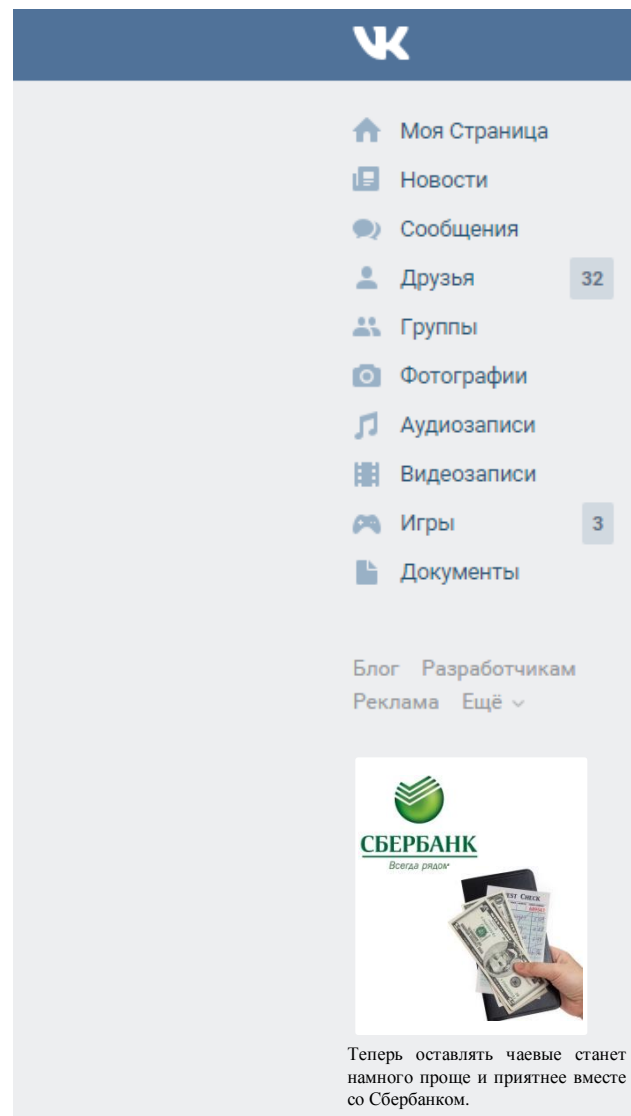 Моя Страница
Новости
Сообщения
Друзья 32
Группы
Фотографии
Аудиозаписи
Видеозаписи
Игры 3
Документы
Блог Разработчикам
Реклама Ещё
СБЕРБАНК
Всегда рядом
CHECK
Теперь оставлять чаевые станет
намного проще и приятнее вместе
со Сбербанком.